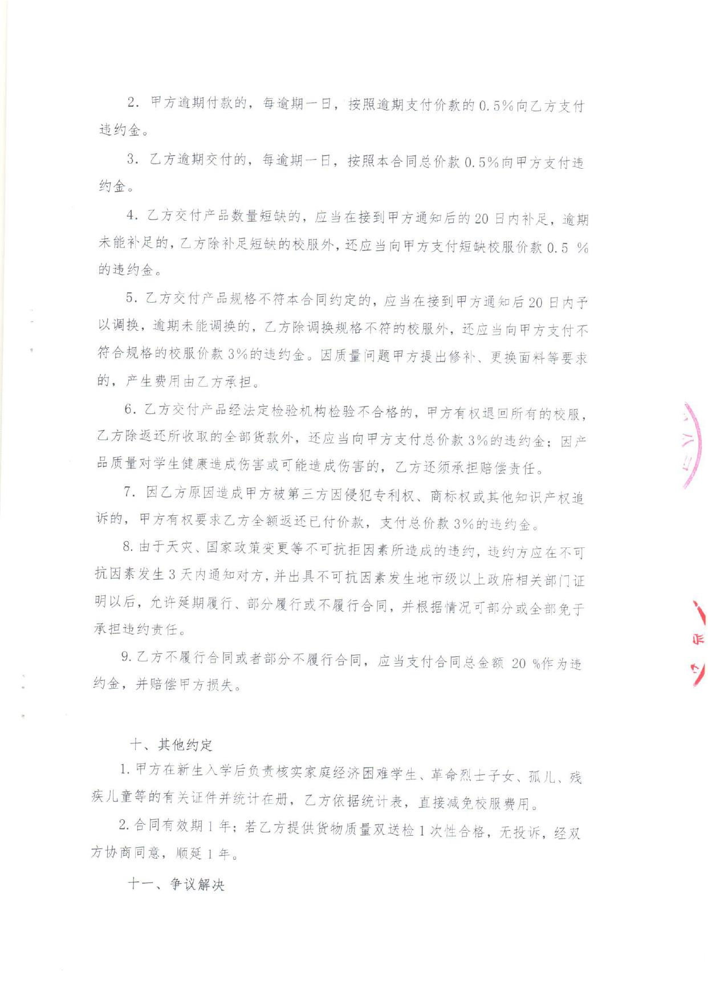 2. 甲方逾期付款的，每逾期一日，按照逾期支付价款的0.5%向乙方支付
违约金。
3. 乙方逾期交付的，每逾期一日，按照本合同总价款0.5%向甲方支付违
约金。
4. 乙方交付产品数量短缺的，应当在接到甲方通知后的20日内补足，逾期
未能补足的，乙方除补足短缺的校服外，还应当向甲方支付短缺校服价款0.5 %
的违约金。
5. 乙方交付产品规格不符本合同约定的，应当在接到甲方通知后20日内予
以调换，逾期未能调换的，乙方除调换规格不符的校服外，还应当向甲方支付不
符合规格的校服价款3%的违约金。因质量问题甲方提出修补、更换面料等要求
的，产生费用由乙方承担。
6. 乙方交付产品经法定检验机构检验不合格的，甲方有权退回所有的校服，
乙方除返还所收取的全部货款外，还应当向甲方支付总价款3%的违约金；因产
品质量对学生健康造成伤害或可能造成伤害的，乙方还须承担赔偿责任。
7. 因乙方原因造成甲方被第三方因侵犯专利权、商标权或其他知识产权追
诉的，甲方有权要求乙方全额返还已付价款，支付总价款3%的违约金。
8. 由于天灾、国家政策变更等不可抗拒因素所造成的违约，违约方应在不可
抗因素发生3天内通知对方，并出具不可抗因素发生地市级以上政府相关部门证
明以后，允许延期履行、部分履行或不履行合同，并根据情况可部分或全部免于
承担违约责任。
9. 乙方不履行合同或者部分不履行合同，应当支付合同总金额 20 %作为违
约金，并赔偿甲方损失。
十、其他约定
1. 甲方在新生入学后负责核实家庭经济困难学生、革命烈士子女、孤儿、残
疾儿童等的有关证件并统计在册，乙方依据统计表，直接减免校服费用。
2. 合同有效期1年；若乙方提供货物质量双送检1次性合格，无投诉，经双
方协商同意，顺延1年。
十一、争议解决